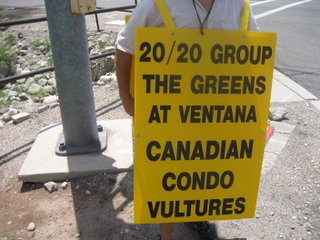 20/20 GROUP
THE GREENS
AT VENTANA
CANADIAN
CONDO
VULTURES